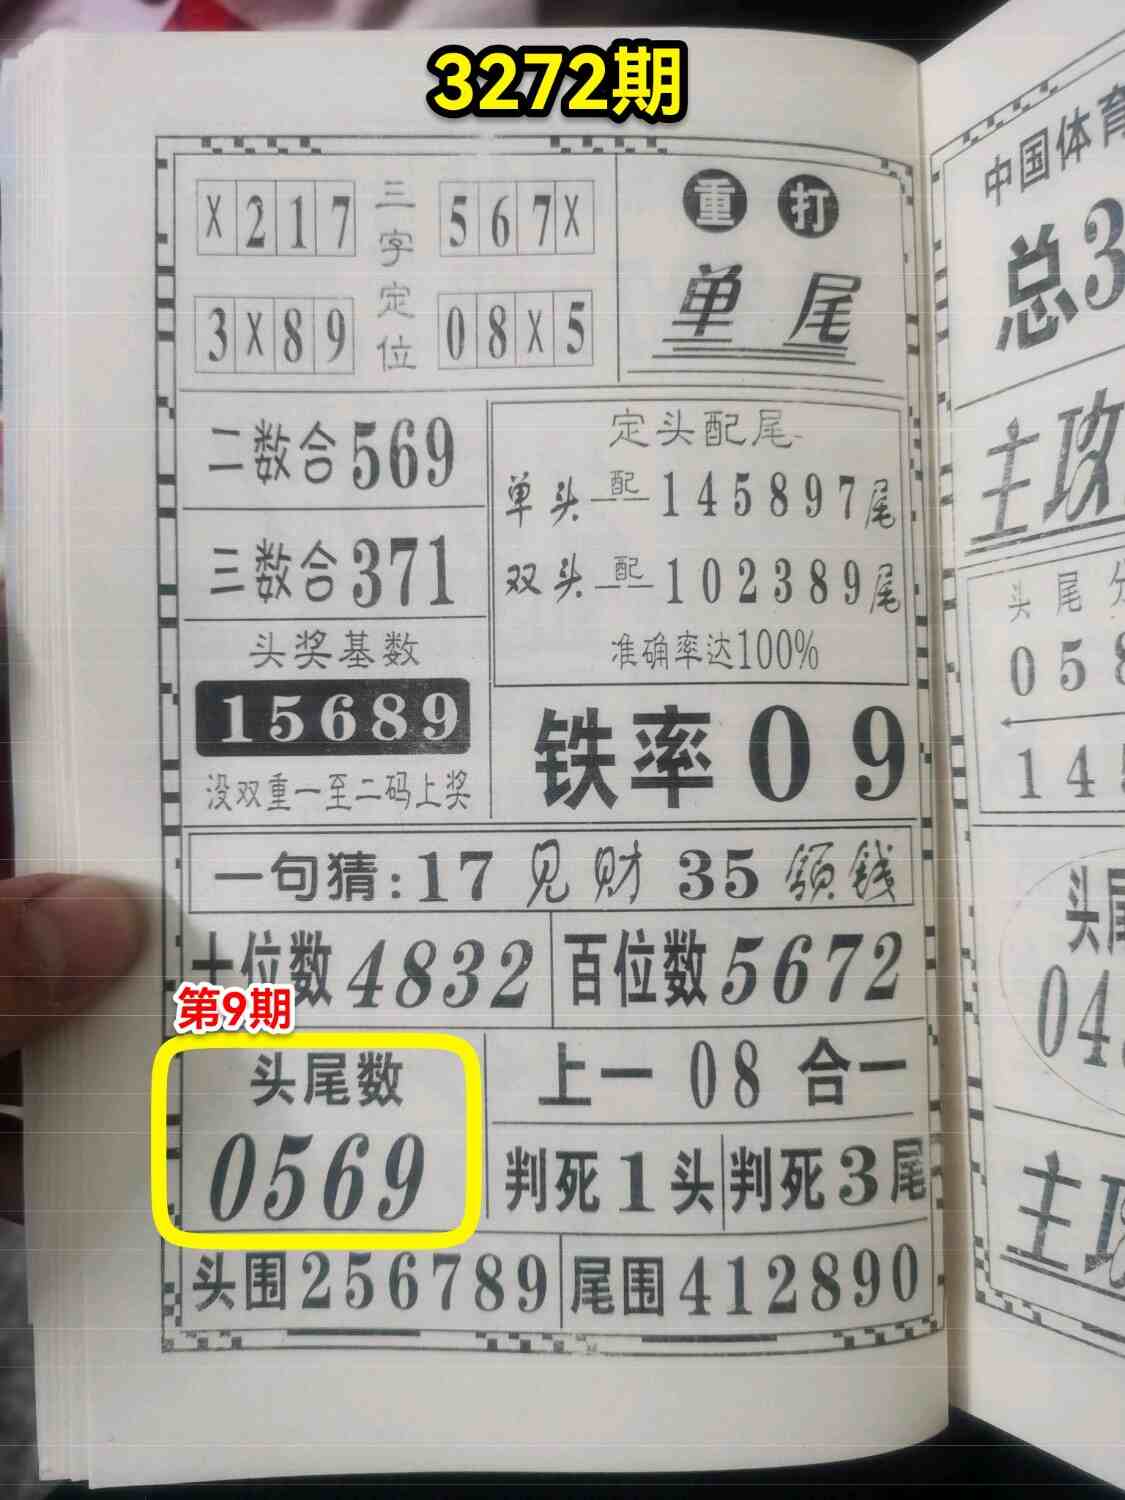 3272期
X217
三字定位
567X
3X89
08X5
重打
单尾
二数合569
三数合371
头奖基数
15689
没双重一至二码上奖
定头配尾
单头配145897尾
双头配102389尾
准确率达100%
铁率09
一句猜:17见财35领钱
十位数4832
百位数5672
第9期
头尾数
0569
上一08合一
判死1头
判死3尾
头围256789
尾围412890
中国体育
总3
主攻
头尾分
058
145
头尾
04
主攻